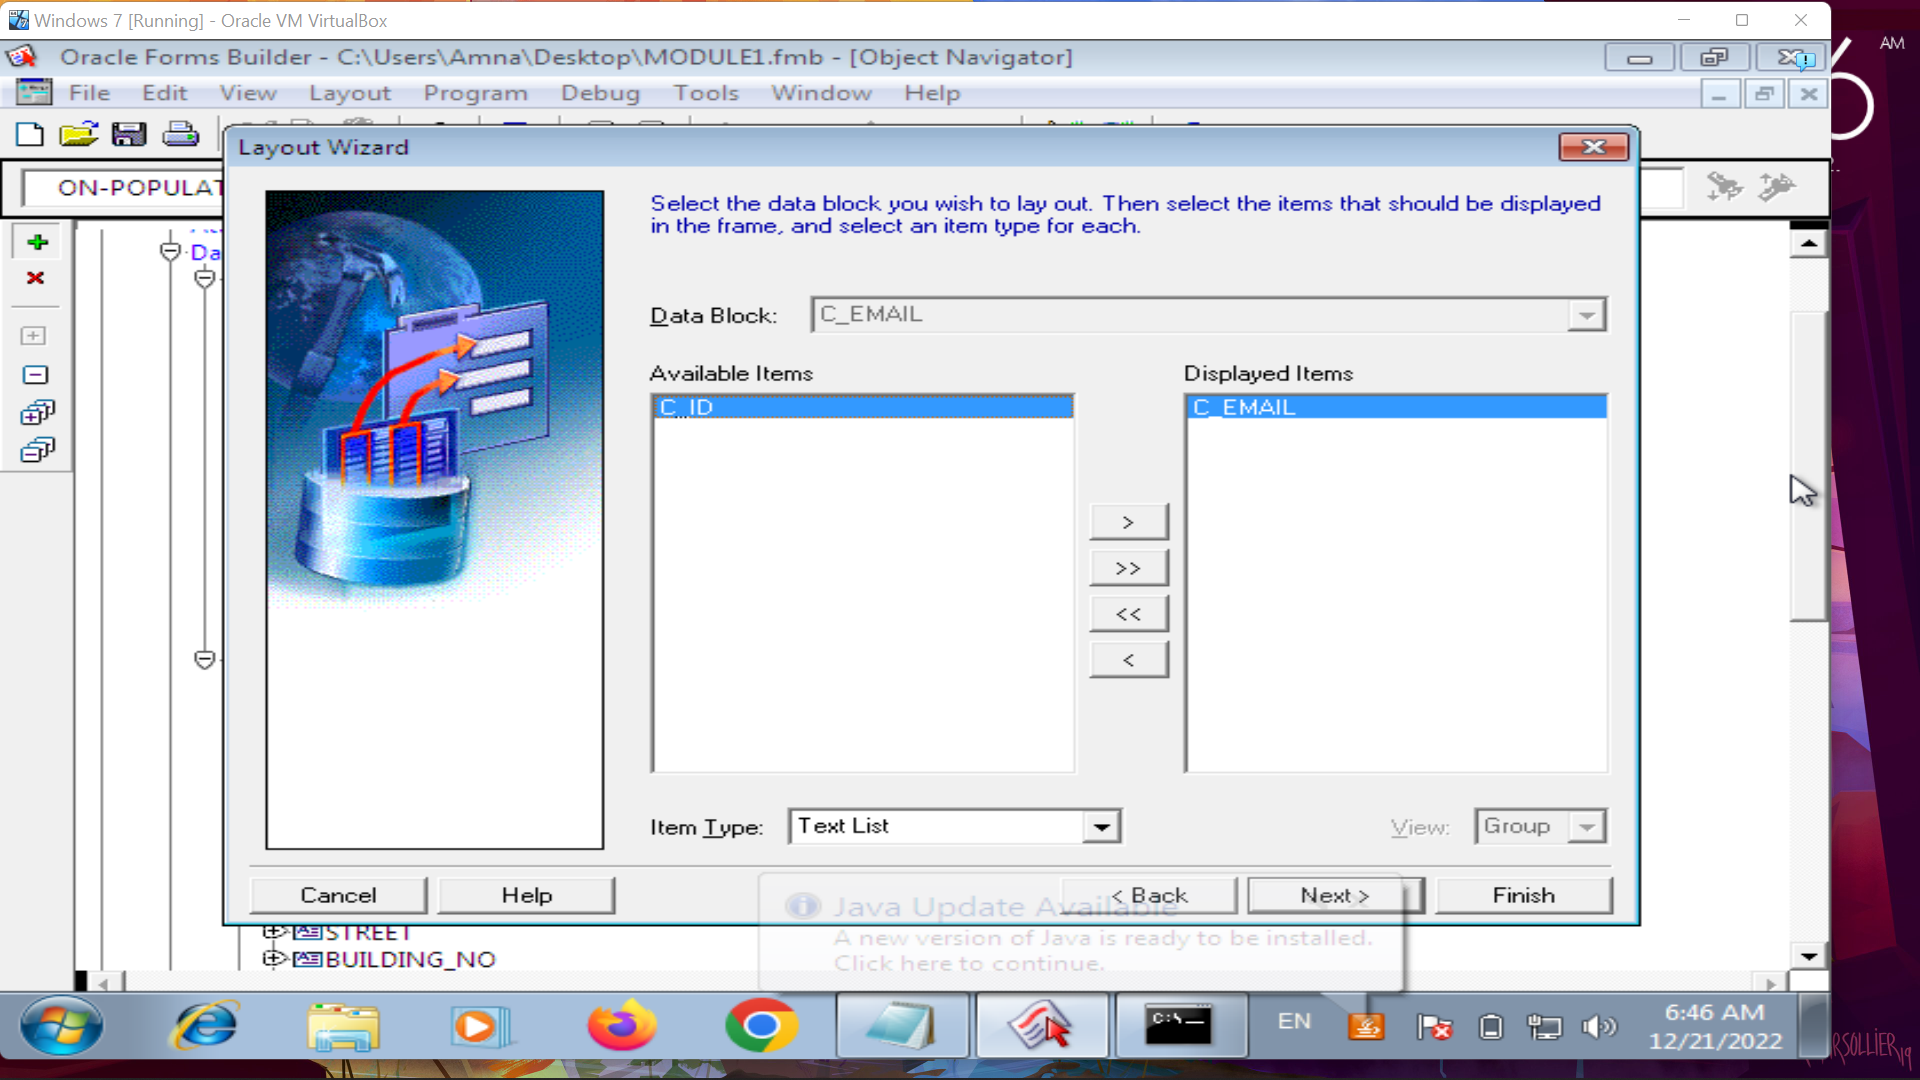 Windows 7 [Running] - Oracle VM VirtualBox
AM
Oracle Forms Builder - C:\Users\Amna\Desktop\MODULE1.fmb - [Object Navigator]
File Edit View Layout Program Debug Tools Window Help
Layout Wizard
ON-POPULAT
Select the data block you wish to lay out. Then select the items that should be displayed
in the frame, and select an item type for each.
Da
Data Block: C_EMAIL
Available Items Displayed Items
C_ID C_EMAIL
>
>>
<<
<
Item Type: Text List View: Group
Cancel Help < Back Next > Finish
Java Update Available
A new version of Java is ready to be installed.
Click here to continue.
STREET
BUILDING_NO
C:\
EN
6:46 AM
12/21/2022